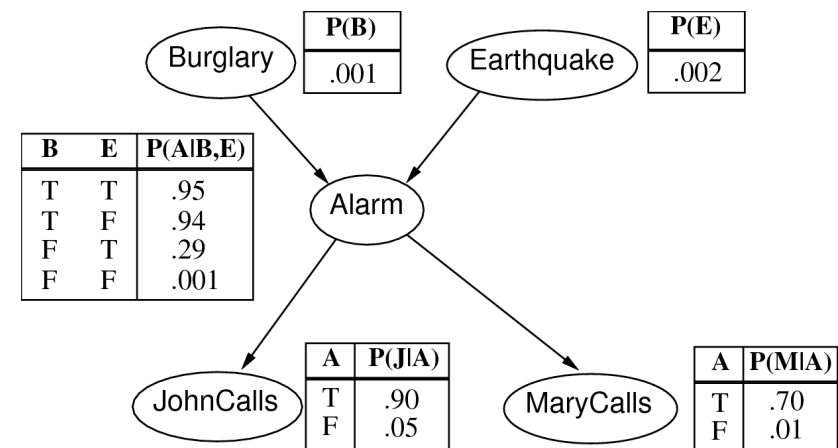 P(B)
.001
Burglary
P(E)
.002
Earthquake
B E P(A|B,E)
T T .95
T F .94
F T .29
F F .001
Alarm
JohnCalls
A P(J|A)
T .90
F .05
MaryCalls
A P(M|A)
T .70
F .01